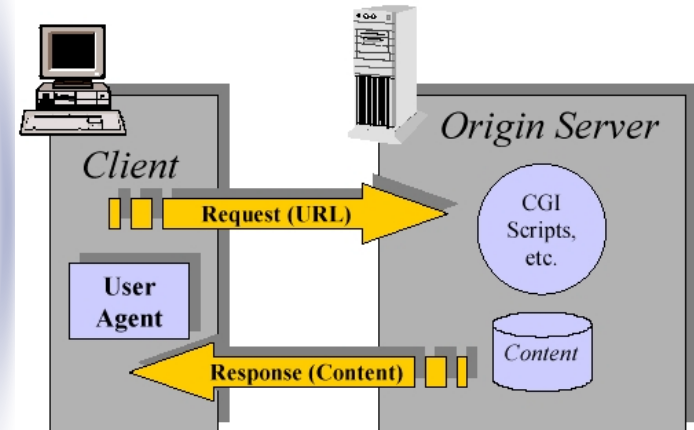 Client
Origin Server
Request (URL)
CGI
Scripts,
etc.
User
Agent
Content
Response (Content)